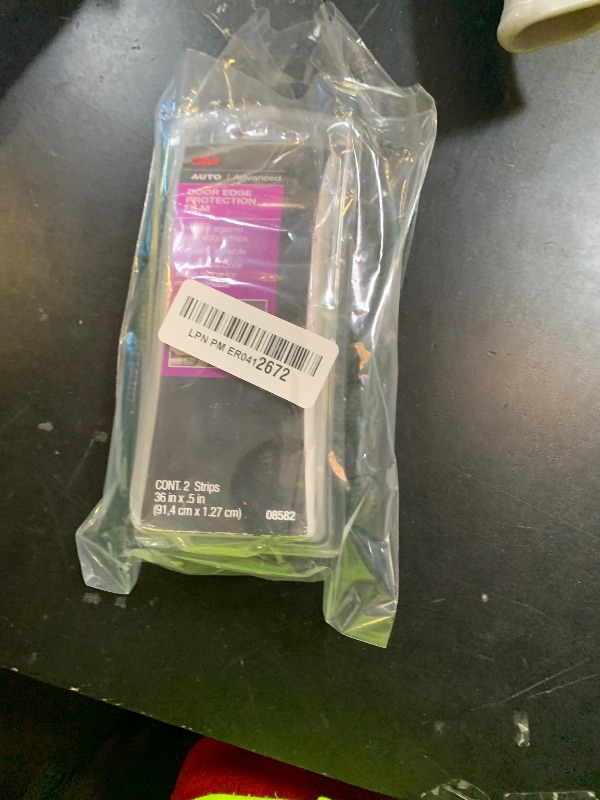 3M
AUTO | Advanced
DOOR EDGE
PROTECTION
FILM
against
LPN PM ER0412672
CONT. 2 Strips
36 in x .5 in
(91,4 cm x 1.27 cm)
08582